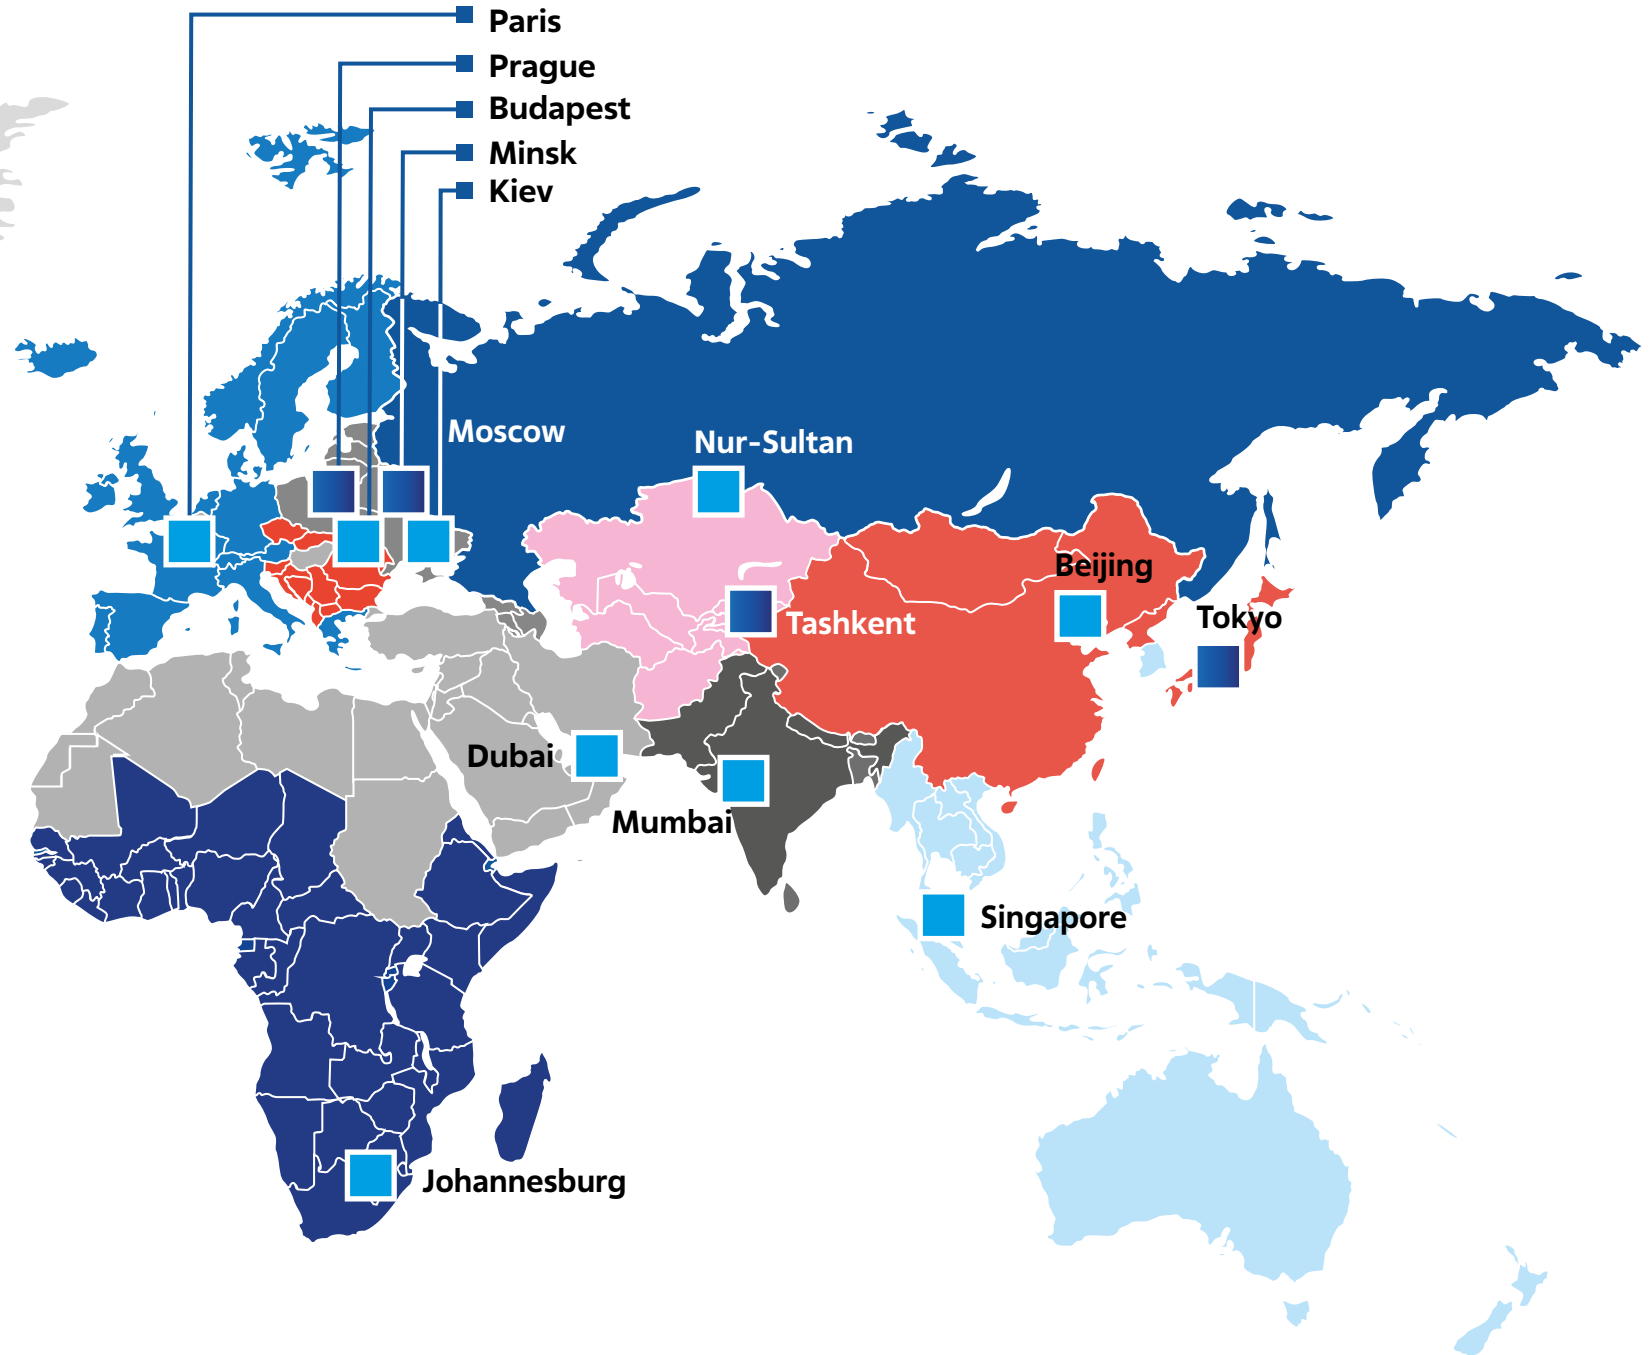 Paris
Prague
Budapest
Minsk
Kiev
Moscow
Nur-Sultan
Beijing
Tokyo
Tashkent
Dubai
Mumbai
Singapore
Johannesburg